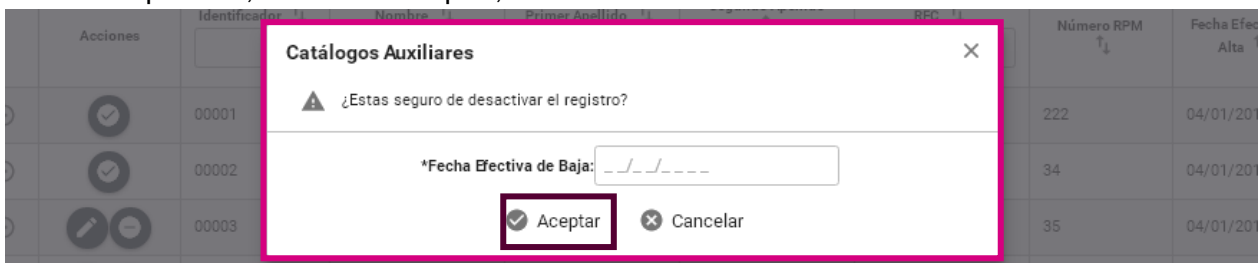 Acciones
Identificador
Nombre
Primer Apellido
RFC
Número RPM
Fecha Efec
Alta
Catálogos Auxiliares
¿Estas seguro de desactivar el registro?
*Fecha Efectiva de Baja: _ _/_ _/_ _ _ _
Aceptar Cancelar
00001 222 04/01/201
00002 34 04/01/201
00003 35 04/01/201